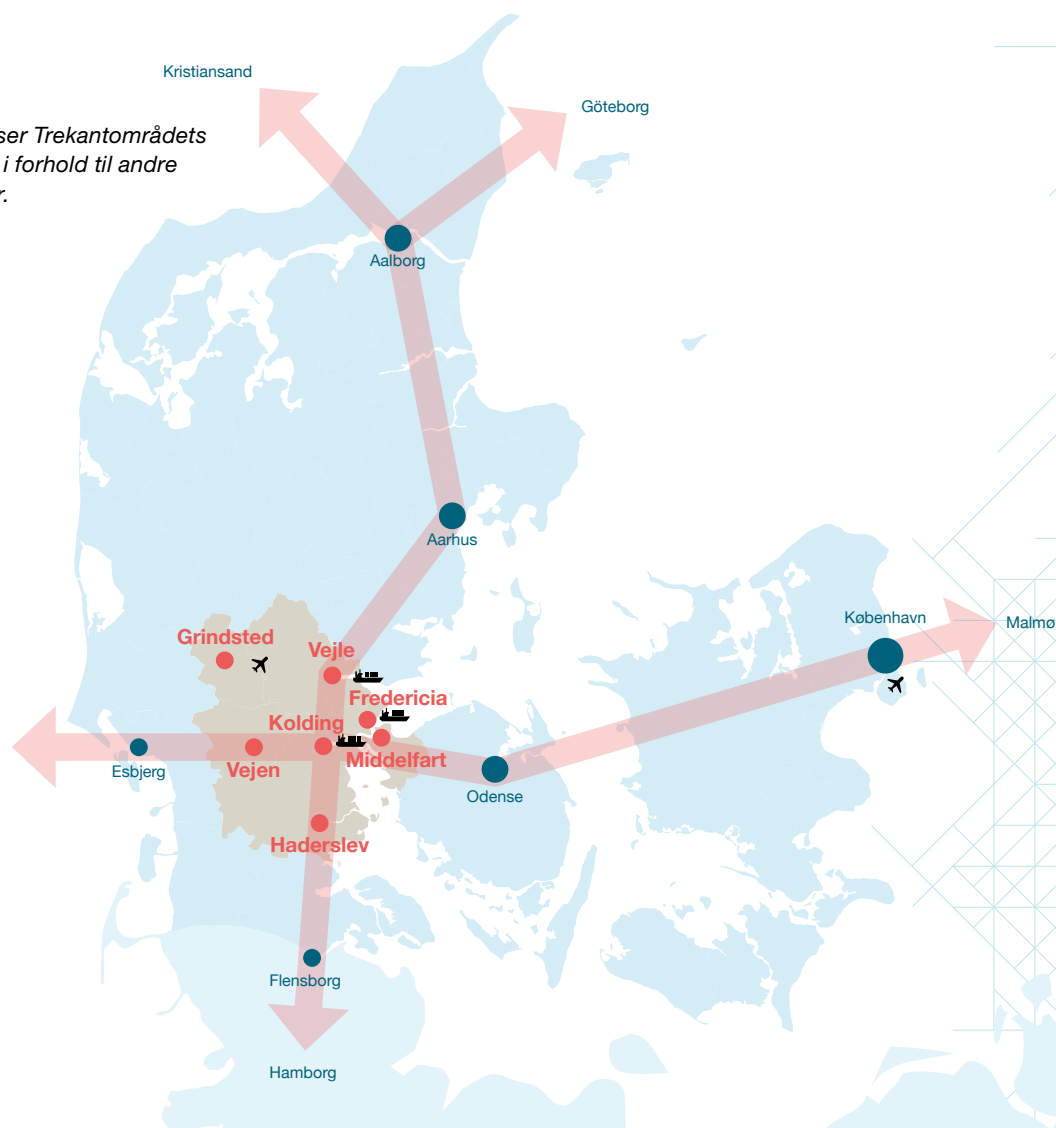 Kristiansand
Göteborg
Trekantområdets
i forhold til andre
Aalborg
Aarhus
København
Malmø
Grindsted
Vejle
Fredericia
Kolding
Middelfart
Vejen
Esbjerg
Odense
Haderslev
Flensborg
Hamborg